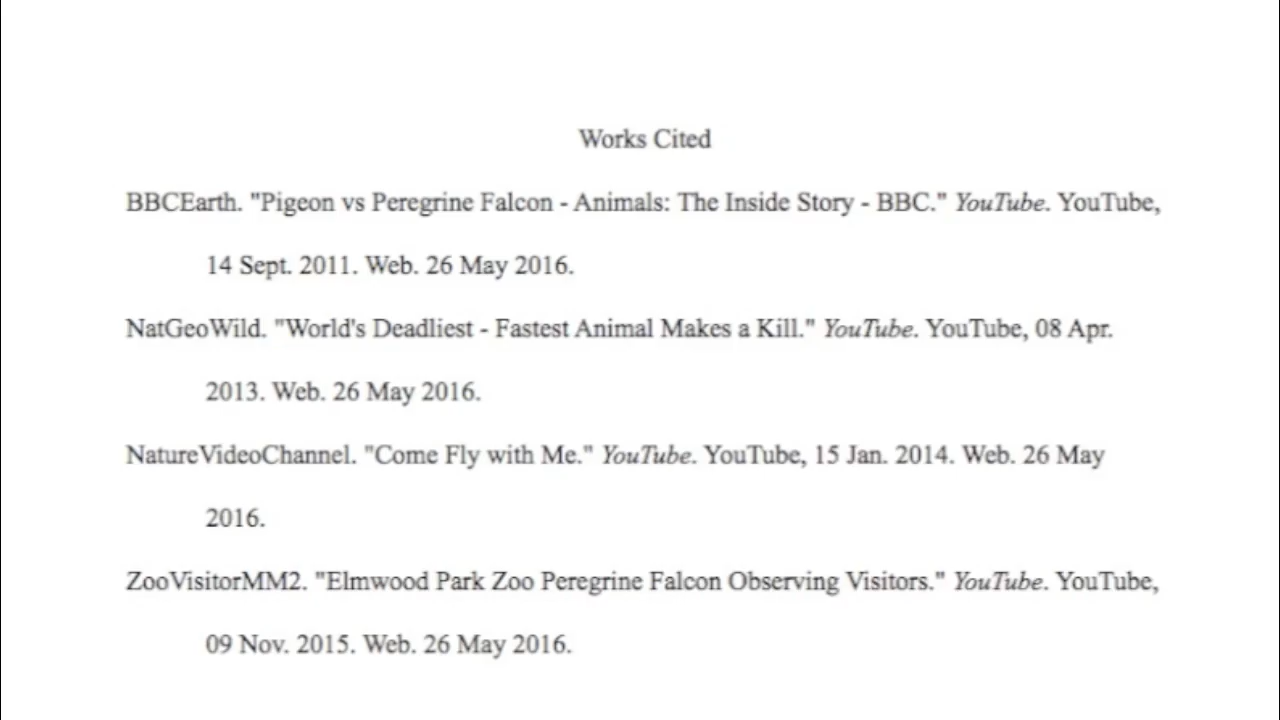 Works Cited
BBCEarth. "Pigeon vs Peregrine Falcon - Animals: The Inside Story - BBC." YouTube. YouTube,
14 Sept. 2011. Web. 26 May 2016.
NatGeoWild. "World's Deadliest - Fastest Animal Makes a Kill." YouTube. YouTube, 08 Apr.
2013. Web. 26 May 2016.
NatureVideoChannel. "Come Fly with Me." YouTube. YouTube, 15 Jan. 2014. Web. 26 May
2016.
ZooVisitorMM2. "Elmwood Park Zoo Peregrine Falcon Observing Visitors." YouTube. YouTube,
09 Nov. 2015. Web. 26 May 2016.